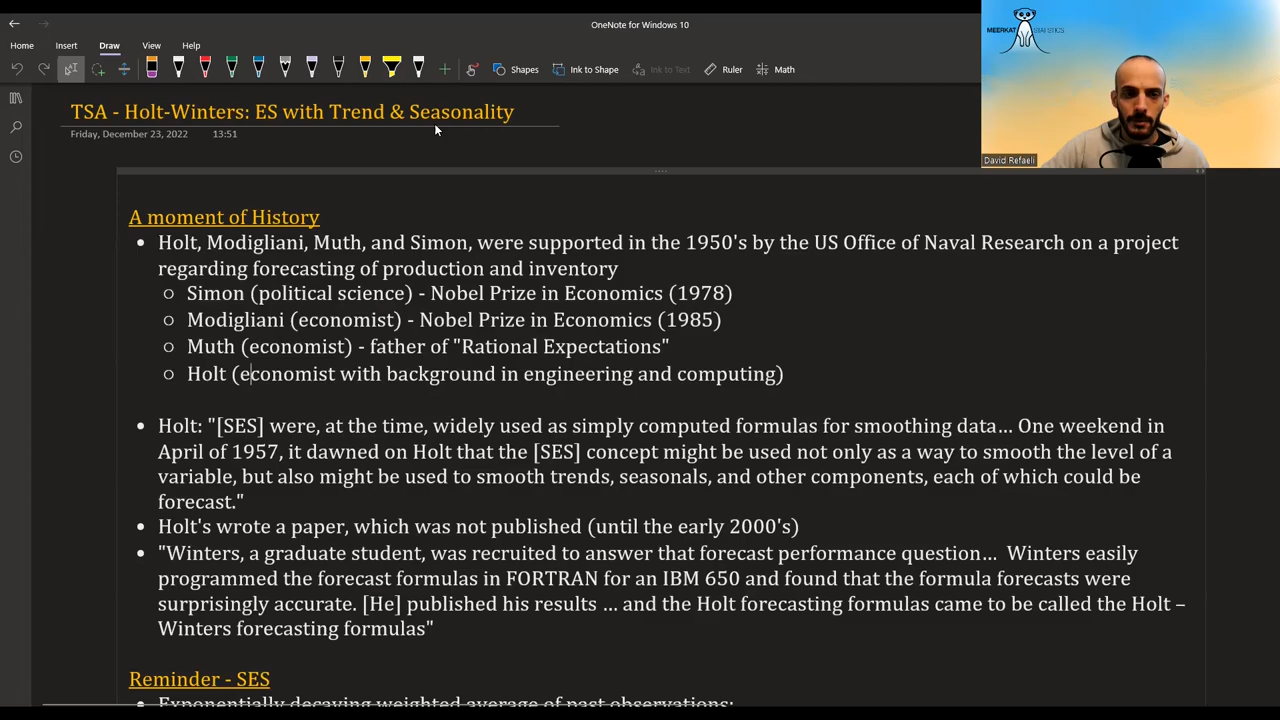 OneNote for Windows 10
Home Insert Draw View Help
Shapes Ink to Shape Ink to Text Ruler Math
MEERKAT STATISTICS
David Refaeli
TSA - Holt-Winters: ES with Trend & Seasonality
Friday, December 23, 2022 13:51
A moment of History
• Holt, Modigliani, Muth, and Simon, were supported in the 1950's by the US Office of Naval Research on a project
regarding forecasting of production and inventory
○ Simon (political science) - Nobel Prize in Economics (1978)
○ Modigliani (economist) - Nobel Prize in Economics (1985)
○ Muth (economist) - father of "Rational Expectations"
○ Holt (economist with background in engineering and computing)
• Holt: "[SES] were, at the time, widely used as simply computed formulas for smoothing data… One weekend in
April of 1957, it dawned on Holt that the [SES] concept might be used not only as a way to smooth the level of a
variable, but also might be used to smooth trends, seasonals, and other components, each of which could be
forecast."
• Holt's wrote a paper, which was not published (until the early 2000's)
• "Winters, a graduate student, was recruited to answer that forecast performance question… Winters easily
programmed the forecast formulas in FORTRAN for an IBM 650 and found that the formula forecasts were
surprisingly accurate. [He] published his results … and the Holt forecasting formulas came to be called the Holt –
Winters forecasting formulas"
Reminder - SES
• Exponentially decaying weighted average of past observations: